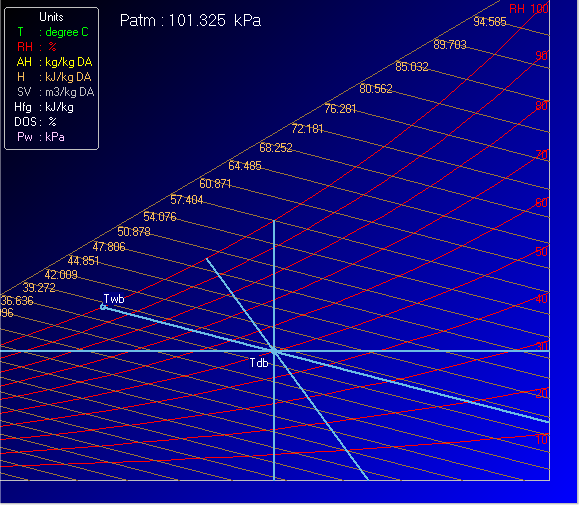 Units
T : degree C
RH : %
AH : kg/kg DA
H : kJ/kg DA
SV : m3/kg DA
Hfg : kJ/kg
DOS : %
Pw : kPa
Patm : 101.325 kPa
RH 100
94.585
89.703
85.032
80.562
76.281
72.181
68.252
64.485
60.871
57.404
54.076
50.878
47.806
44.851
42.009
39.272
36.636
96
90
80
70
60
50
40
30
20
10
Twb
Tdb